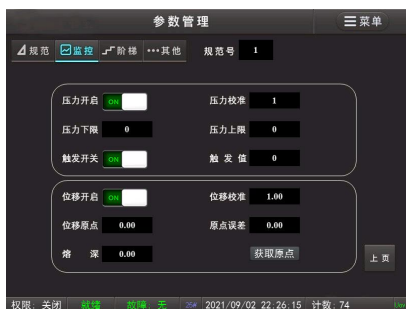 参数管理
菜单
规范 监控 阶梯 其他 规范号 1
压力开启 ON 压力校准 1
压力下限 0 压力上限 0
触发开关 ON 触发值 0
位移开启 ON 位移校准 1.00
位移原点 0.00 原点误差 0.00
熔深 0.00 获取原点
上页
权限: 关闭 就绪 故障: 无 25# 2021/09/02 22:26:15 计数: 74